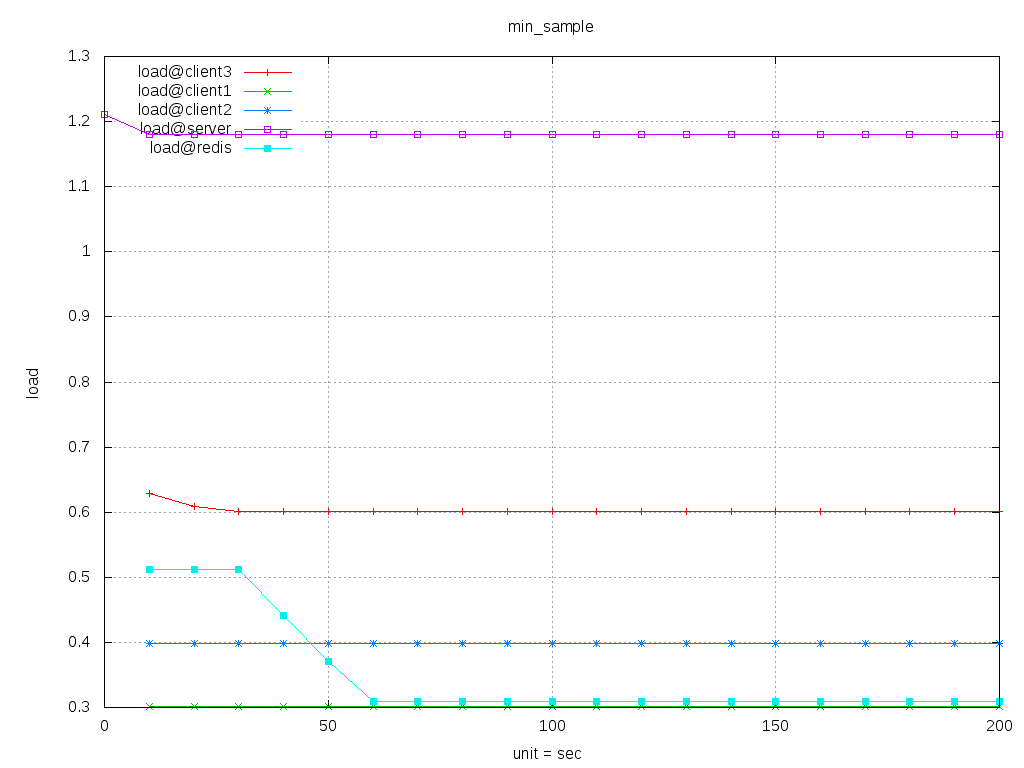 min_sample
1.3
load@client3
load@client1
load@client2
load@server
load@redis
1.2
1.1
1
0.9
0.8
0.7
0.6
0.5
0.4
0.3
load
0 50 100 150 200
unit = sec